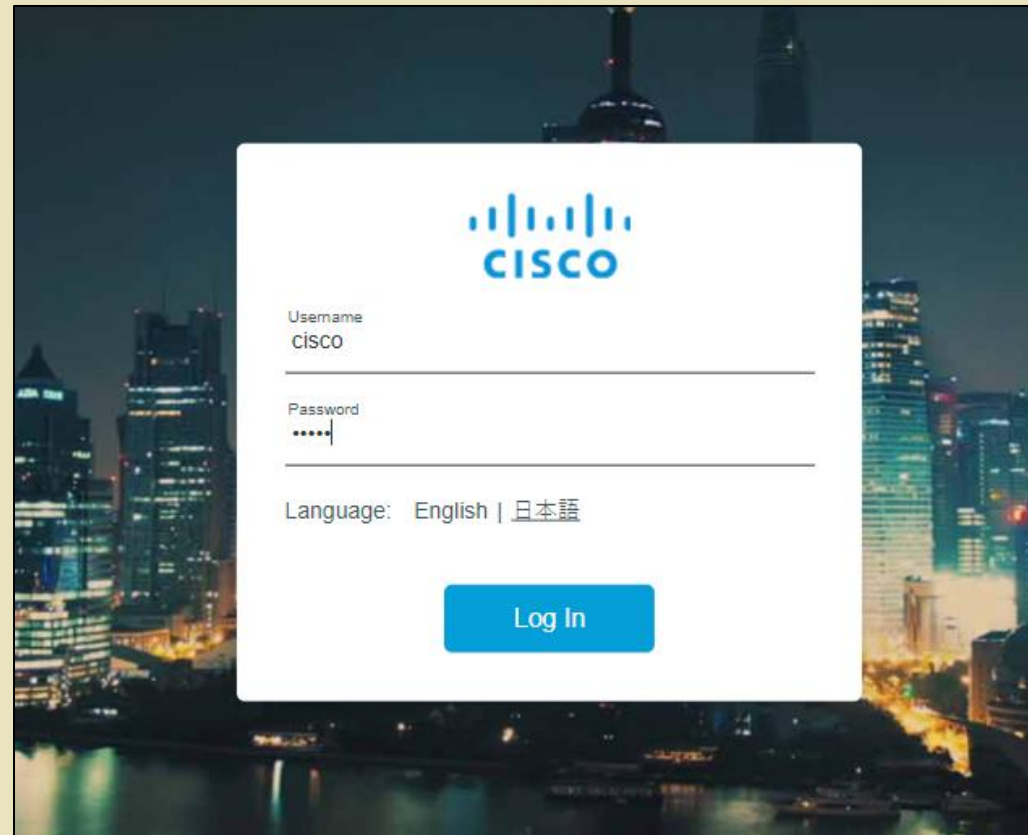 CISCO
Username
cisco
Password
•••••
Language: English | 日本語
Log In